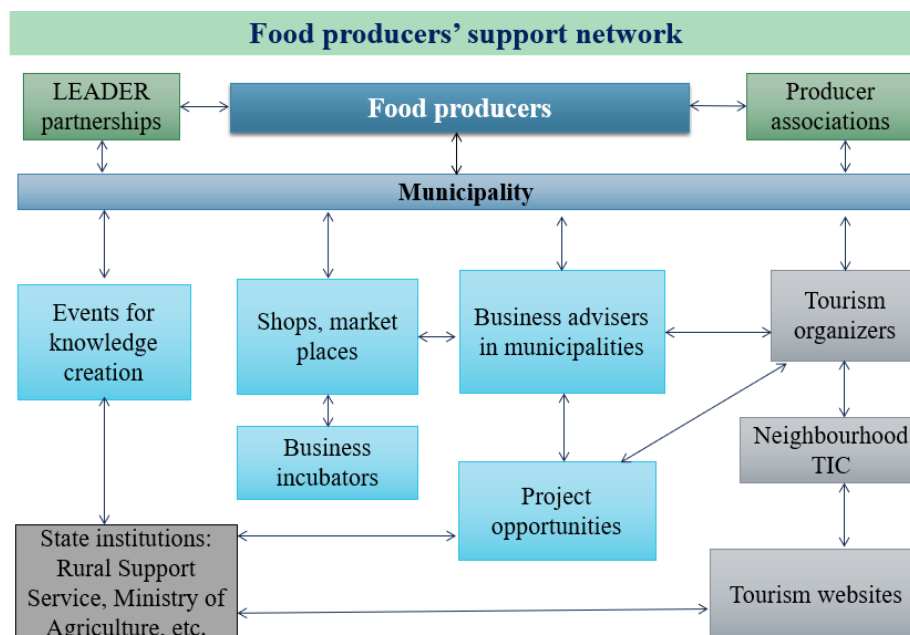 Food producers’ support network
LEADER
partnerships
Food producers
Producer
associations
Municipality
Events for
knowledge
creation
Shops, market
places
Business advisers
in municipalities
Tourism
organizers
Business
incubators
Neighbourhood
TIC
Project
opportunities
State institutions:
Rural Support
Service, Ministry of
Agriculture, etc.
Tourism websites